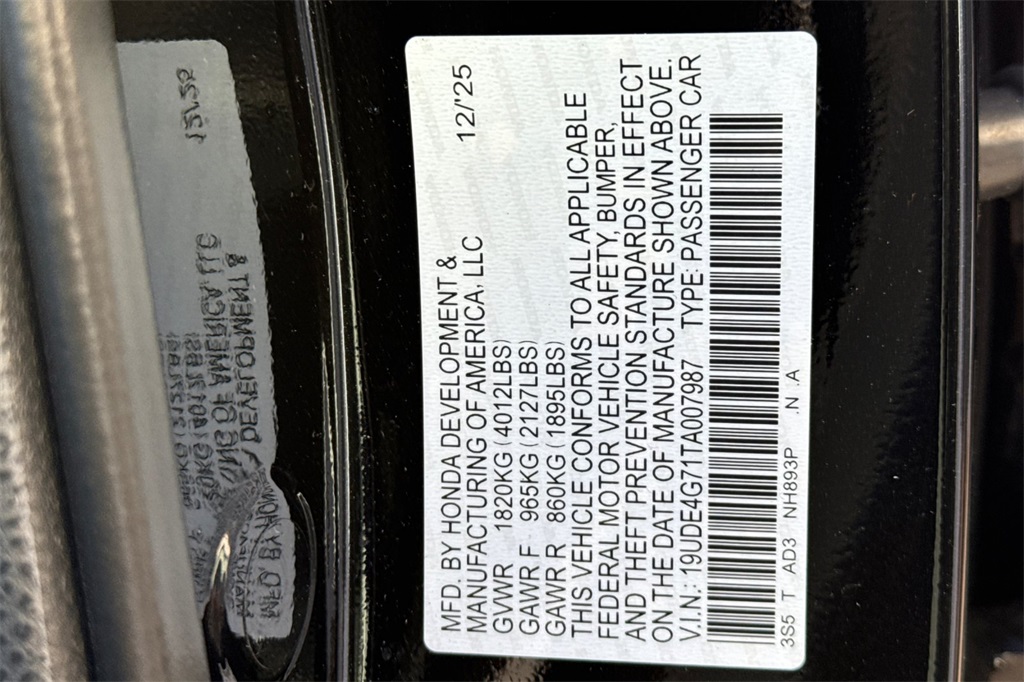 MFD. BY HONDA DEVELOPMENT & 12/'25
MANUFACTURING OF AMERICA, LLC
GVWR 1820KG (4012LBS)
GAWR F 965KG (2127LBS)
GAWR R 860KG (1895LBS)
THIS VEHICLE CONFORMS TO ALL APPLICABLE
FEDERAL MOTOR VEHICLE SAFETY, BUMPER,
AND THEFT PREVENTION STANDARDS IN EFFECT
ON THE DATE OF MANUFACTURE SHOWN ABOVE.
V.I.N.: 19UDE4G71TA007987 TYPE: PASSENGER CAR
3S5 T AD3 NH893P .N .A